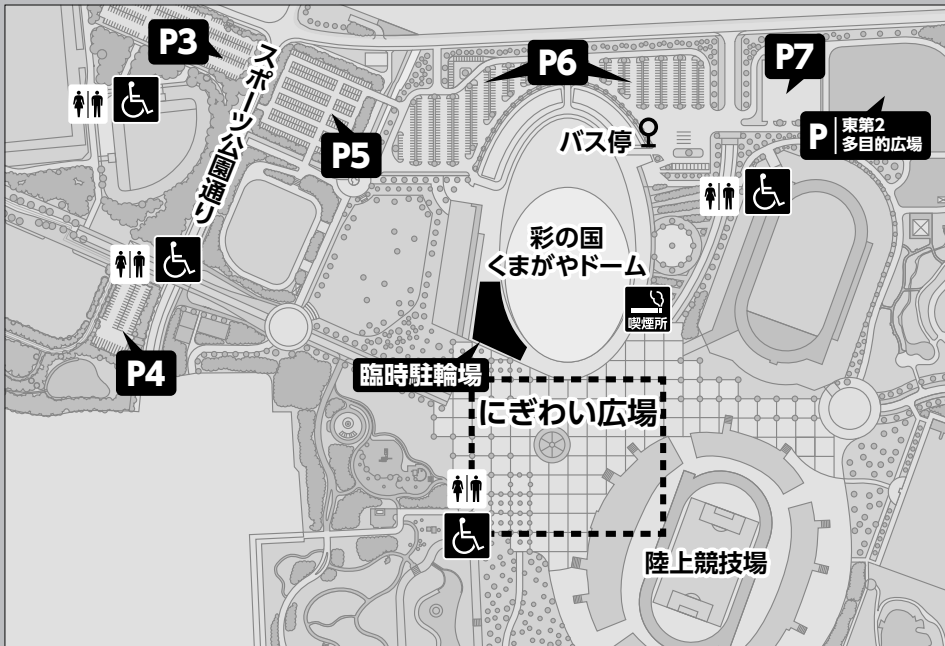 P3
スポーツ公園通り
P6
P7
P5
バス停
P
東第2
多目的広場
彩の国
くまがやドーム
喫煙所
P4
臨時駐輪場
にぎわい広場
陸上競技場